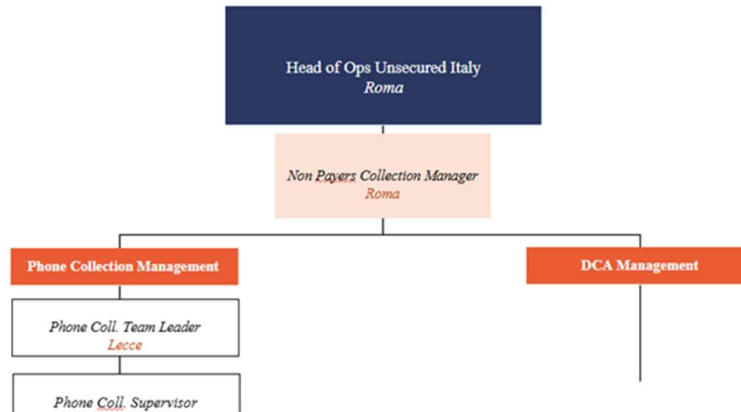 Head of Ops Unsecured Italy
Roma
Non Payers Collection Manager
Roma
Phone Collection Management
DCA Management
Phone Coll. Team Leader
Lecce
Phone Coll. Supervisor